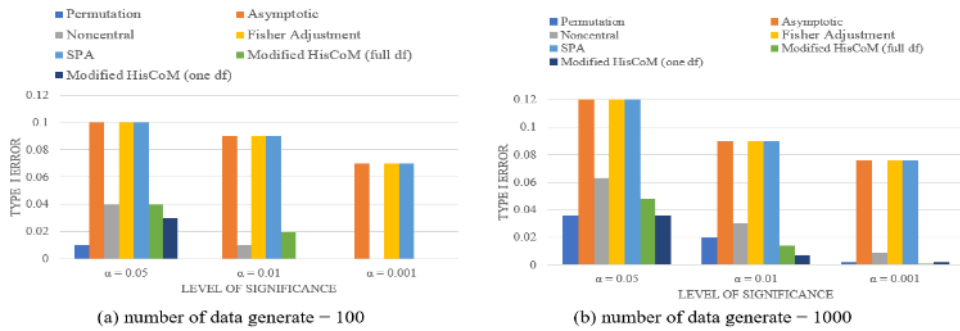 Permutation
Asymptotic
Noncentral
Fisher Adjustment
SPA
Modified HisCoM (full df)
Modified HisCoM (one df)
TYPE I ERROR
0.12
0.1
0.08
0.06
0.04
0.02
0
α = 0.05
α = 0.01
α = 0.001
LEVEL OF SIGNIFICANCE
(a) number of data generate = 100
Permutation
Asymptotic
Noncentral
Fisher Adjustment
SPA
Modified HisCoM (full df)
Modified HisCoM (one df)
TYPE I ERROR
0.12
0.1
0.08
0.06
0.04
0.02
0
α = 0.05
α = 0.01
α = 0.001
LEVEL OF SIGNIFICANCE
(b) number of data generate = 1000